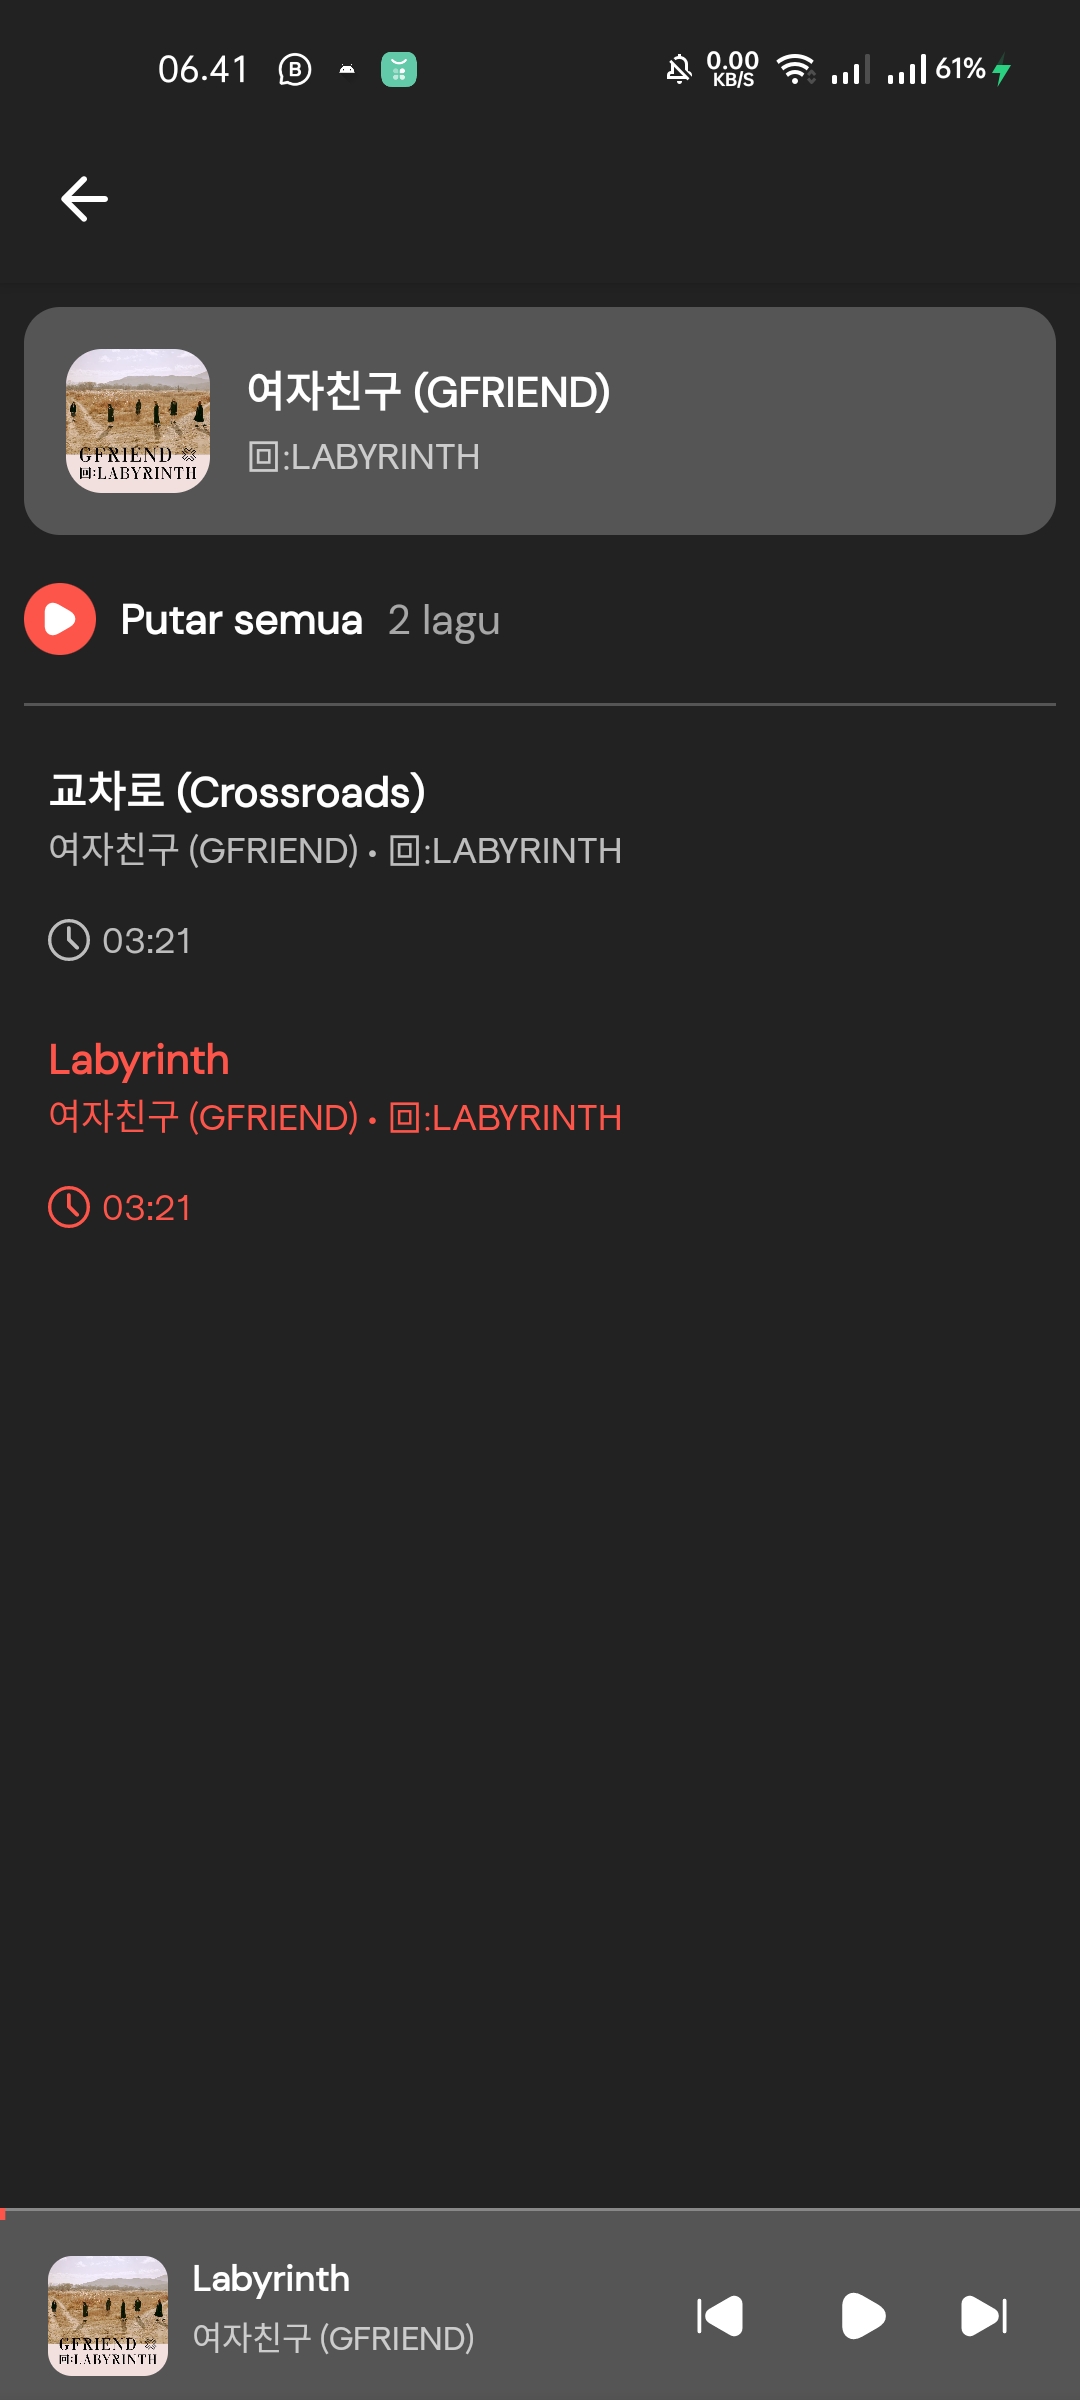 06.41
0.00
KB/S
61%
여자친구 (GFRIEND)
回:LABYRINTH
GFRIEND
回:LABYRINTH
Putar semua 2 lagu
교차로 (Crossroads)
여자친구 (GFRIEND) • 回:LABYRINTH
03:21
Labyrinth
여자친구 (GFRIEND) • 回:LABYRINTH
03:21
Labyrinth
여자친구 (GFRIEND)
GFRIEND
回:LABYRINTH